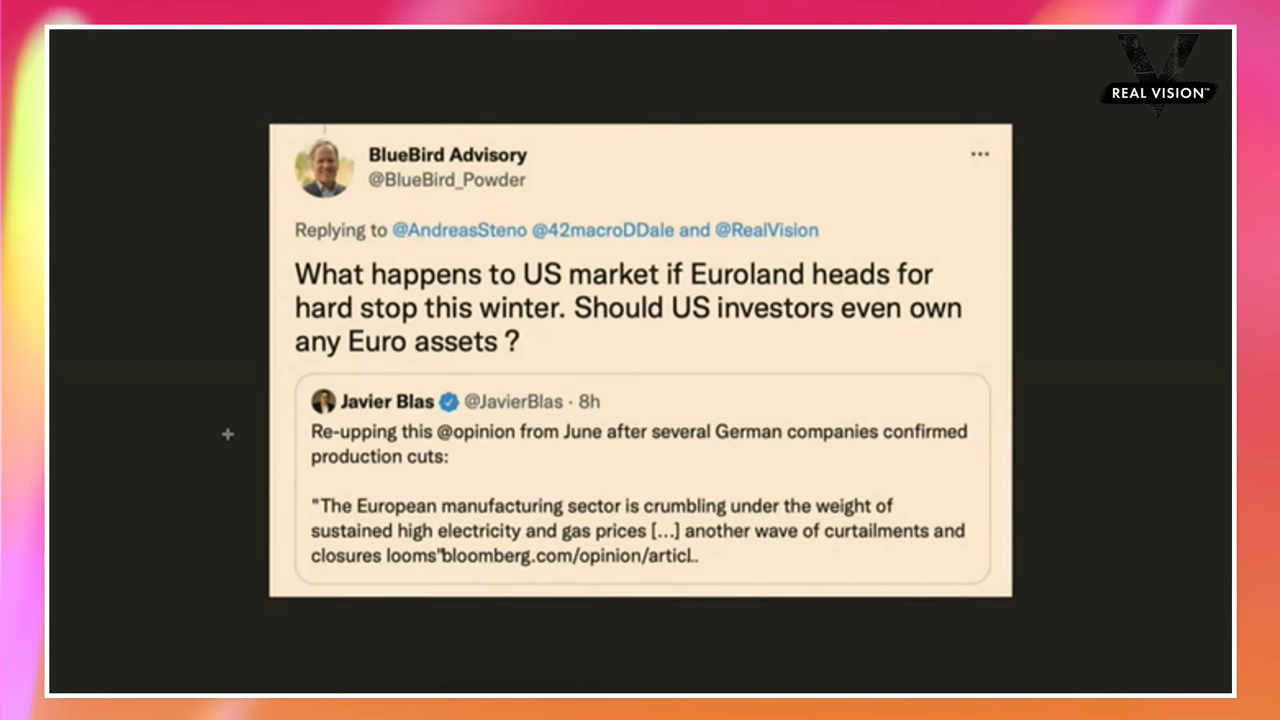 REAL VISION™
BlueBird Advisory
@BlueBird_Powder
Replying to @AndreasSteno @42macroDDale and @RealVision
What happens to US market if Euroland heads for
hard stop this winter. Should US investors even own
any Euro assets ?
Javier Blas @JavierBlas · 8h
Re-upping this @opinion from June after several German companies confirmed
production cuts:
"The European manufacturing sector is crumbling under the weight of
sustained high electricity and gas prices [...] another wave of curtailments and
closures looms"bloomberg.com/opinion/articl..